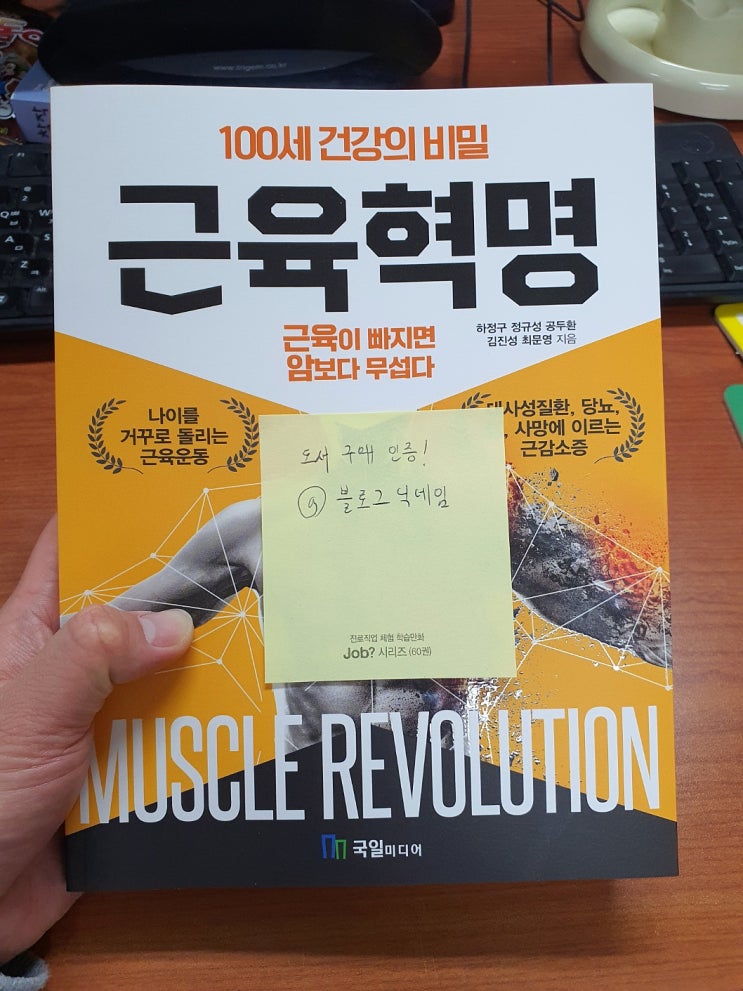 www.trigem.co.kr
100세 건강의 비밀
근육혁명
근육이 빠지면
암보다 무섭다
하정구 정규성 공두환
김진성 최문영 지음
나이를
거꾸로 돌리는
근육운동
대사성질환, 당뇨,
, 사망에 이르는
근감소증
도서 구매 인증!
@ 블로그 닉네임
진로직업 체험 학습만화
Job? 시리즈 (60권)
MUSCLE REVOLUTION
국일미디어